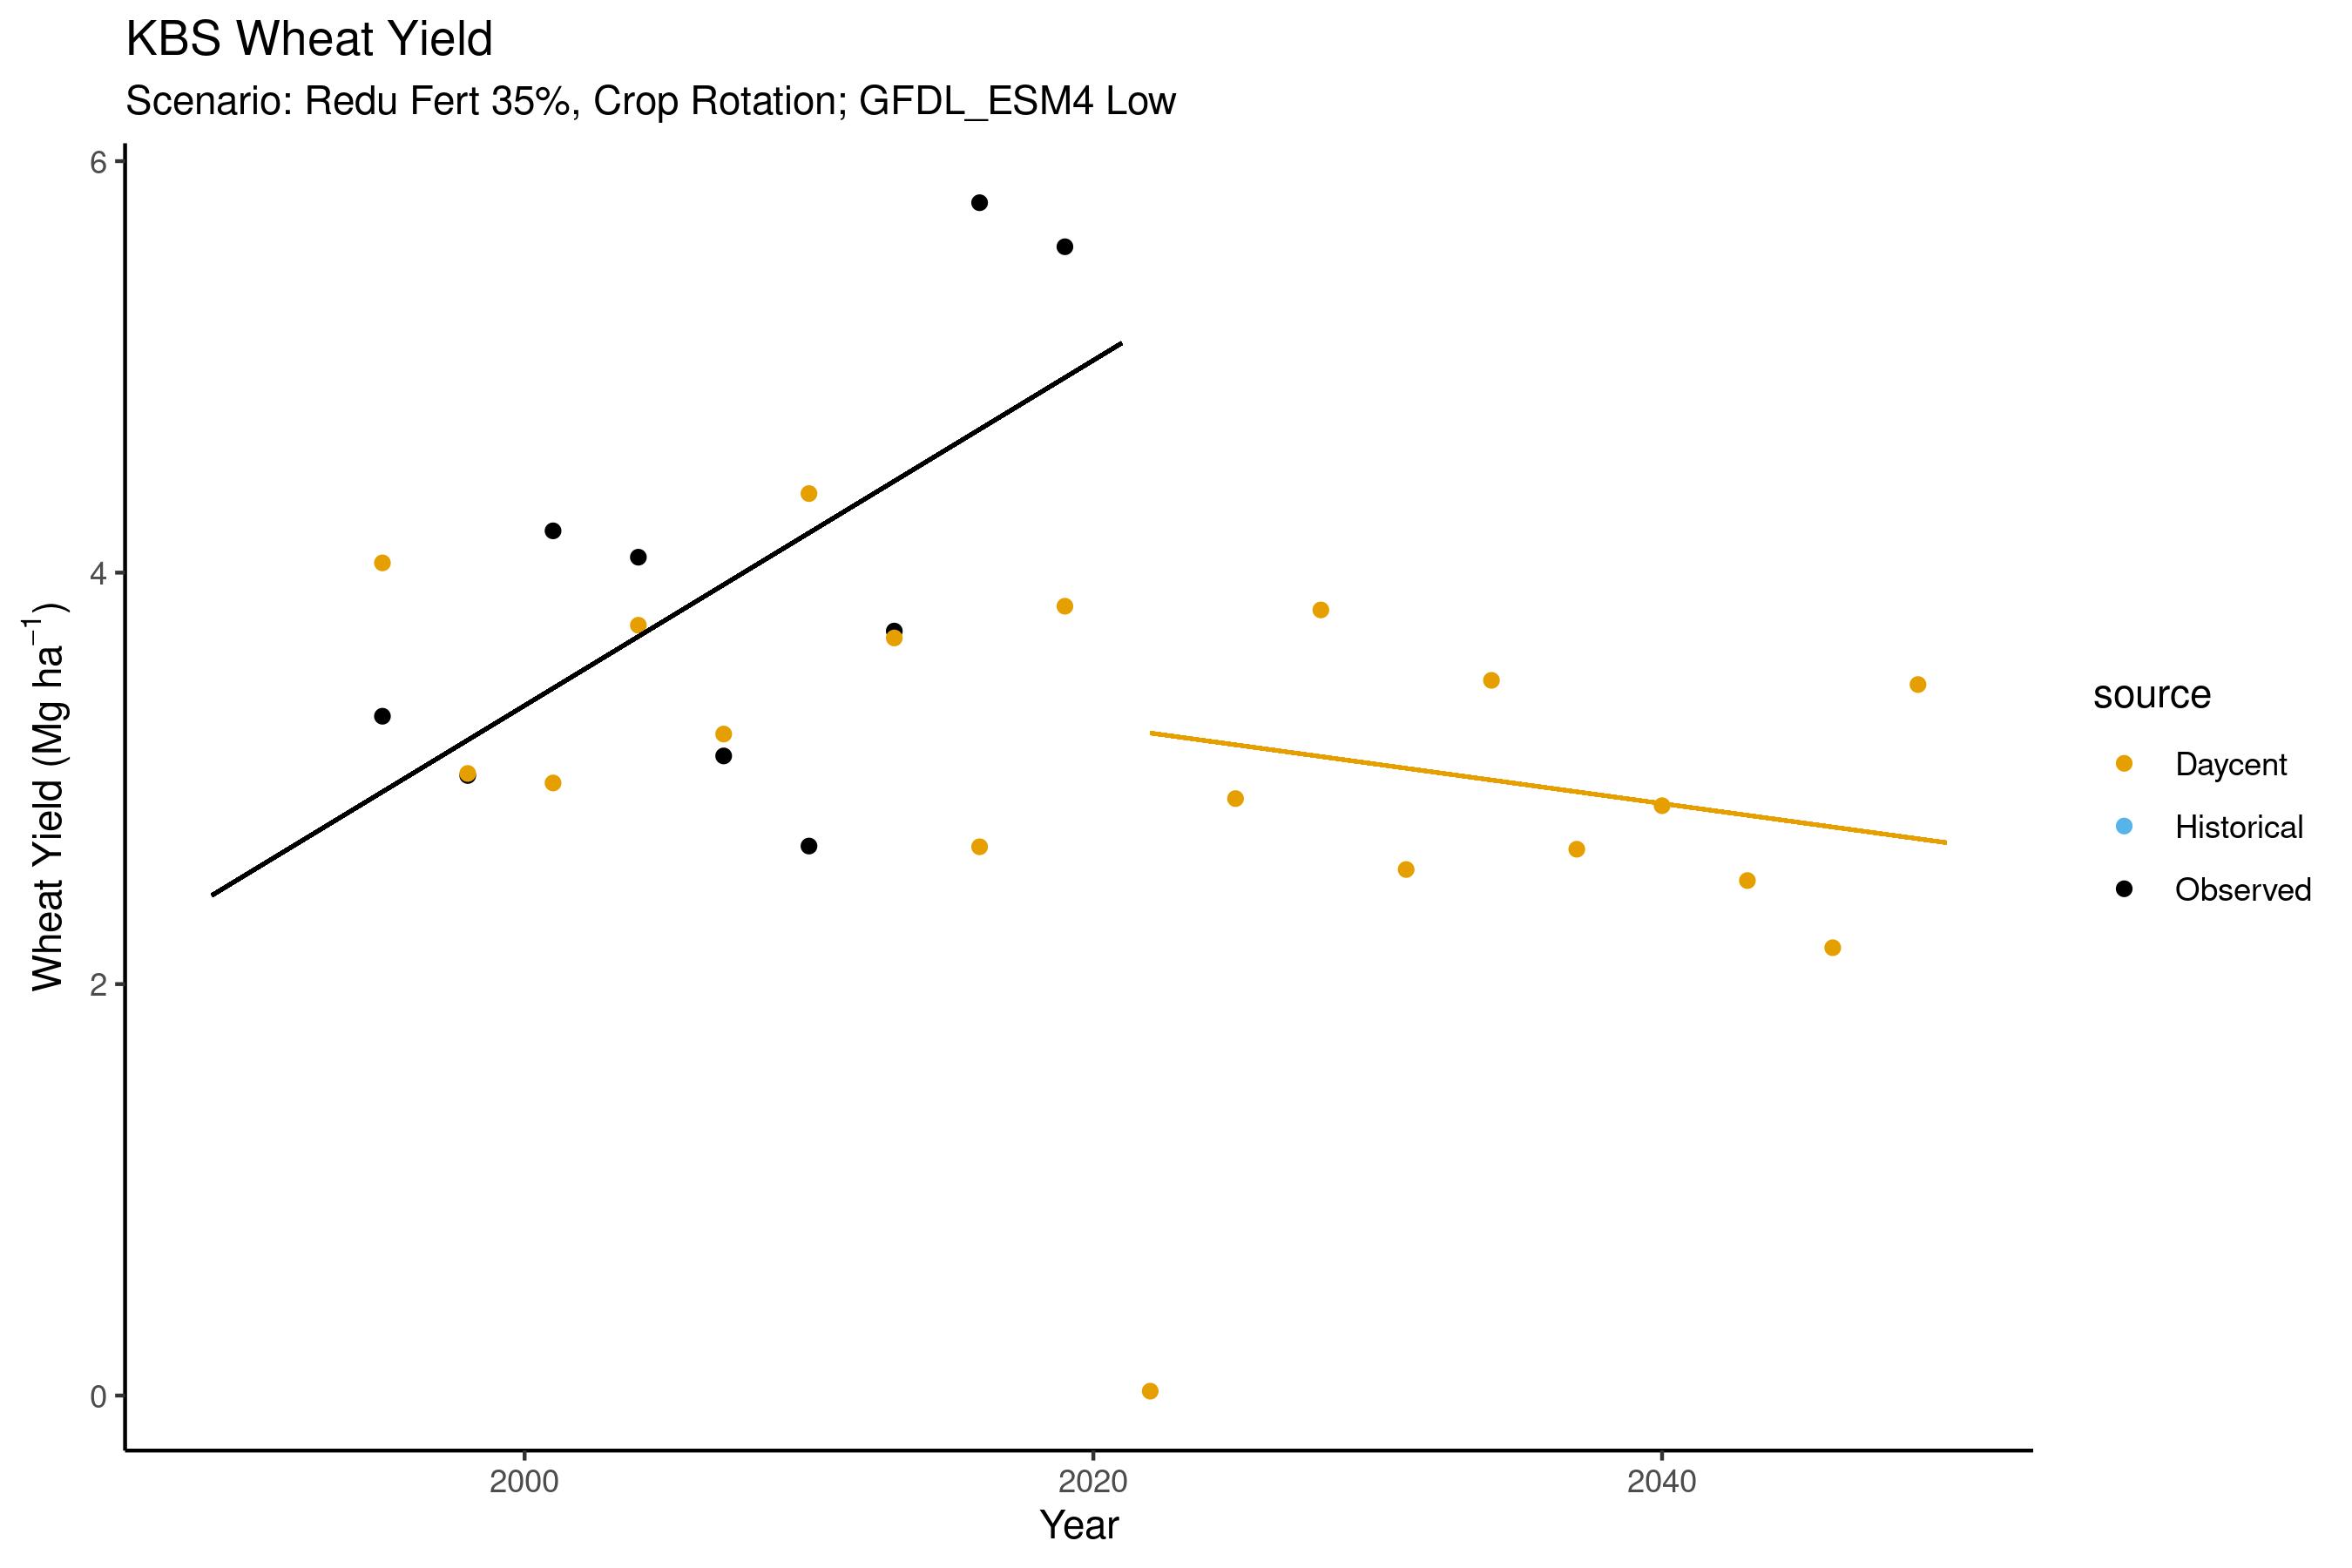 KBS Wheat Yield
Scenario: Redu Fert 35%, Crop Rotation; GFDL_ESM4 Low
6
4
2
0
Wheat Yield (Mg ha⁻¹)
2000 2020 2040
Year
source
Daycent
Historical
Observed